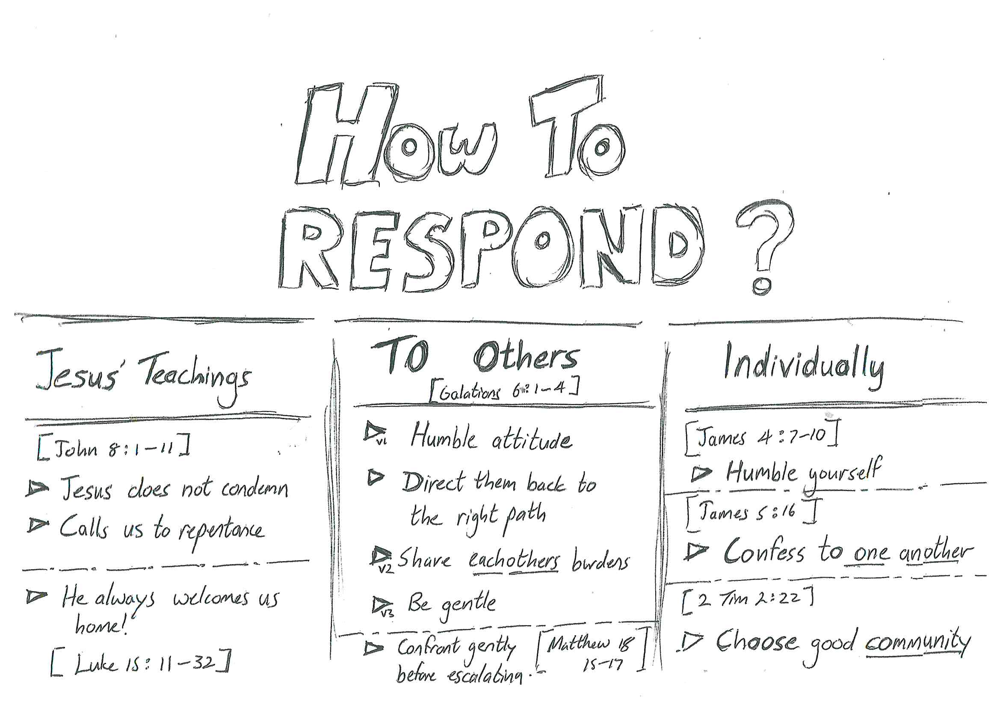 How To
RESPOND?
Jesus' Teachings
[John 8:1-11]
Jesus does not condemn
Calls us to repentance
He always welcomes us
home!
[Luke 15:11-32]
TO Others
[Galations 6:1-4]
v1 Humble attitude
Direct them back to
the right path
v2 Share eachothers burdens
v3 Be gentle
Confront gently [Matthew 18
before escalating. 15-17]
Individually
[James 4:7-10]
Humble yourself
[James 5:16]
Confess to one another
[2 Tim 2:22]
Choose good community